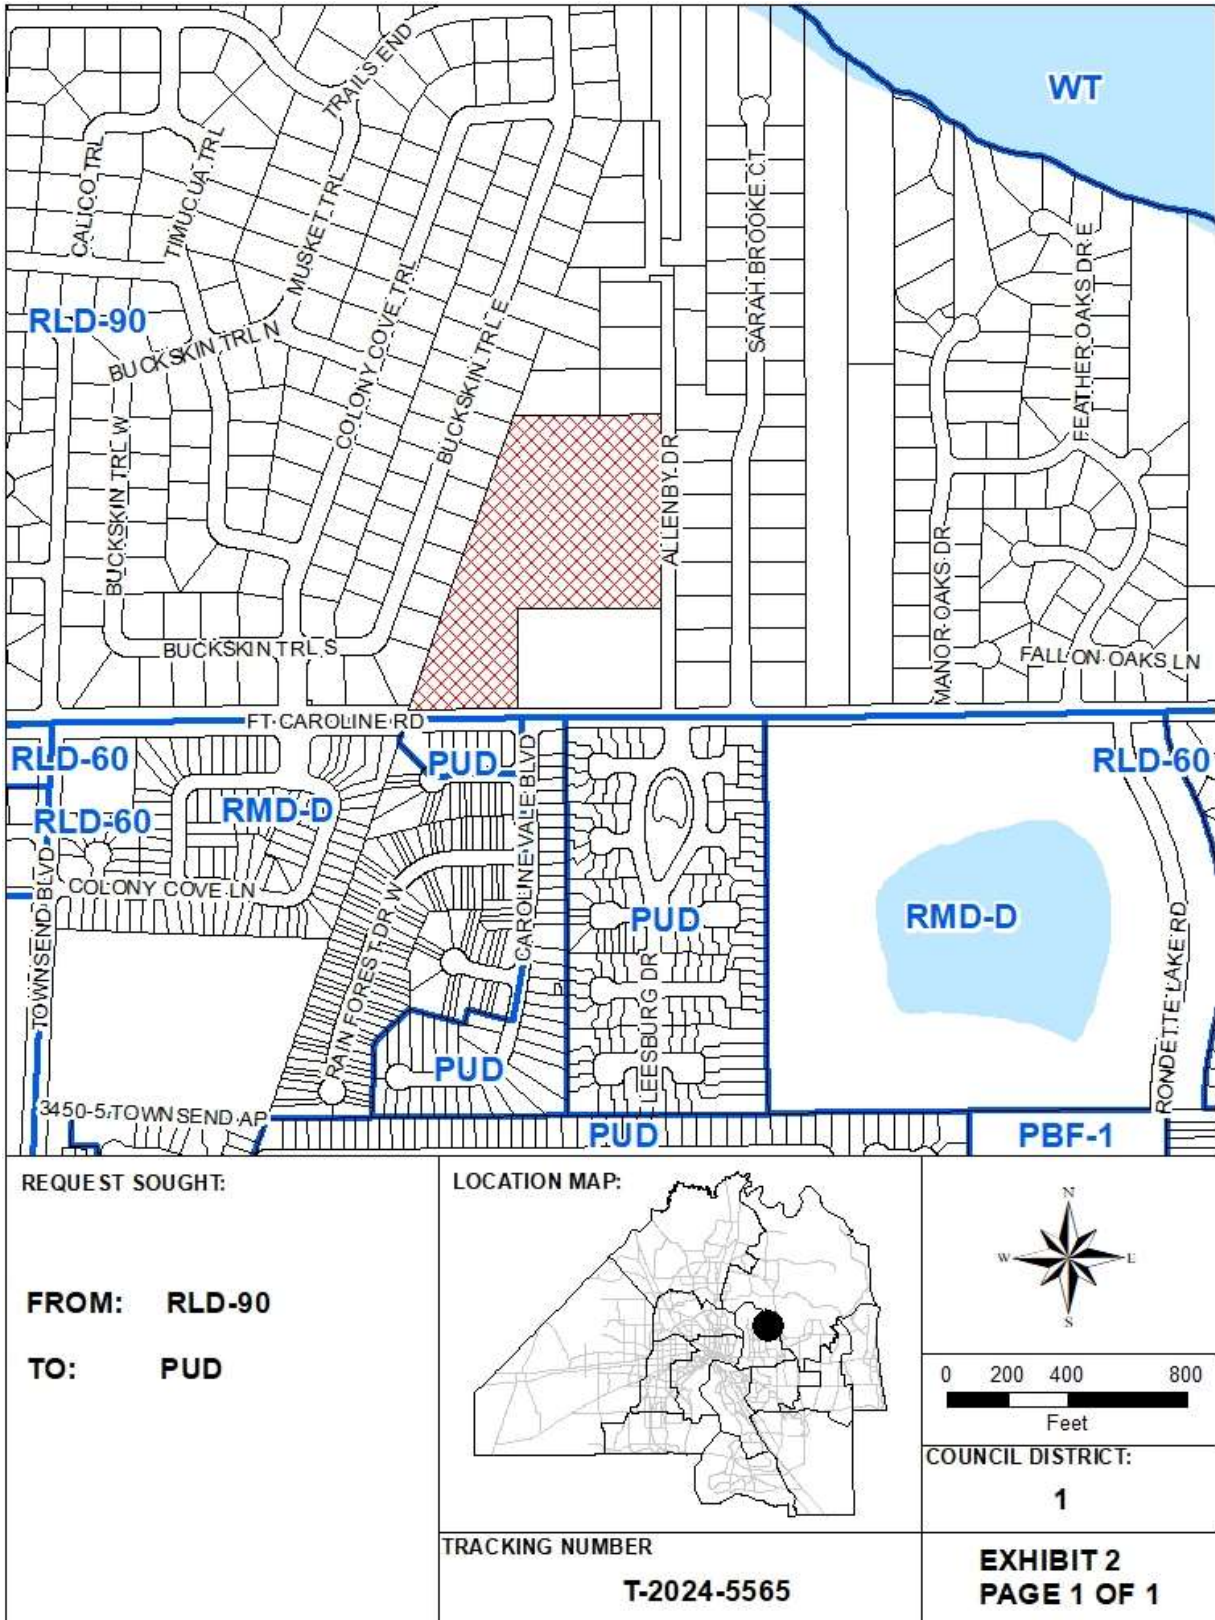 WT
TRAILS END
CALICO TRL
TIMUCUA TRL
MUSKET TRL
SARAH BROOKE CT
FEATHER OAKS DR E
RLD-90
BUCKSKIN TRL N
COLONY COVE TRL
BUCKSKIN TRL E
BUCKSKIN TRL W
ALLENBY DR
MANOR OAKS DR
BUCKSKIN TRL S
FALLON OAKS LN
FT CAROLINE RD
RLD-60
PUD
RLD-60
RLD-60
RMD-D
CAROLINE VALE BLVD
COLONY COVE LN
TOWNSEND BLVD
RAIN FOREST DR W
PUD
RMD-D
LEESBURG DR
RONDETTE LAKE RD
PUD
3450-5 TOWNSEND AP
PUD
PBF-1
REQUEST SOUGHT:
FROM: RLD-90
TO: PUD
LOCATION MAP:
N
W E
S
0 200 400 800
Feet
COUNCIL DISTRICT:
1
TRACKING NUMBER
T-2024-5565
EXHIBIT 2
PAGE 1 OF 1